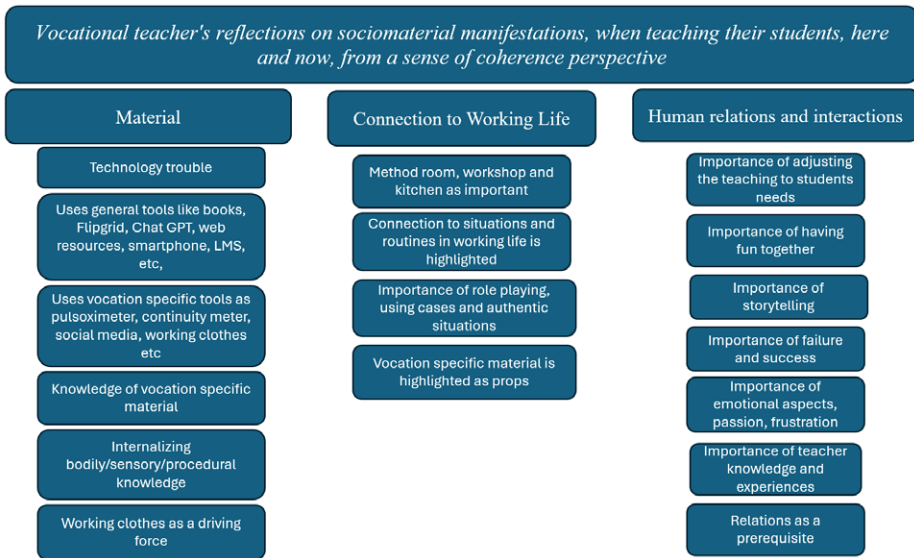 Vocational teacher's reflections on sociomaterial manifestations, when teaching their students, here
and now, from a sense of coherence perspective
Material
Technology trouble
Uses general tools like books,
Flipgrid, Chat GPT, web
resources, smartphone, LMS,
etc,
Uses vocation specific tools as
pulsoximeter, continuity meter,
social media, working clothes
etc
Knowledge of vocation specific
material
Internalizing
bodily/sensory/procedural
knowledge
Working clothes as a driving
force
Connection to Working Life
Method room, workshop and
kitchen as important
Connection to situations and
routines in working life is
highlighted
Importance of role playing,
using cases and authentic
situations
Vocation specific material is
highlighted as props
Human relations and interactions
Importance of adjusting
the teaching to students
needs
Importance of having
fun together
Importance of
storytelling
Importance of failure
and success
Importance of
emotional aspects,
passion, frustration
Importance of teacher
knowledge and
experiences
Relations as a
prerequisite